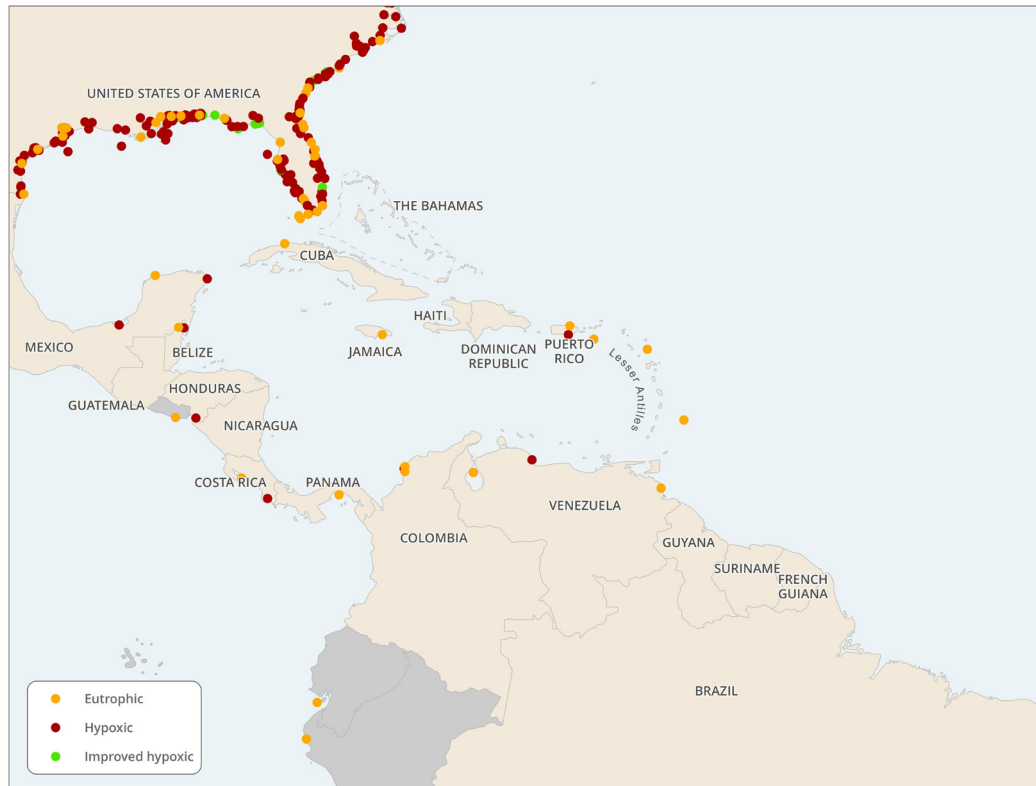 UNITED STATES OF AMERICA
THE BAHAMAS
CUBA
HAITI
MEXICO
BELIZE
JAMAICA
DOMINICAN
REPUBLIC
PUERTO
RICO
Lesser Antilles
HONDURAS
GUATEMALA
NICARAGUA
COSTA RICA
PANAMA
VENEZUELA
COLOMBIA
GUYANA
SURINAME
FRENCH
GUIANA
BRAZIL
Eutrophic
Hypoxic
Improved hypoxic